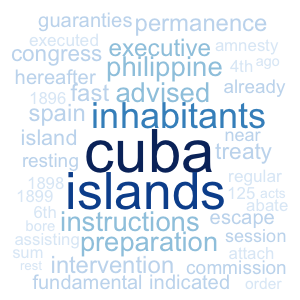 guaranties permanence
executed executive amnesty
congress philippine 4th ago
hereafter fast advised already
1896
spain inhabitants
island cuba near
resting treaty
1898 islands regular
1899 125 acts
6th instructions escape abate
bore
assisting preparation session
sum attach
rest intervention commission
fundamental indicated order